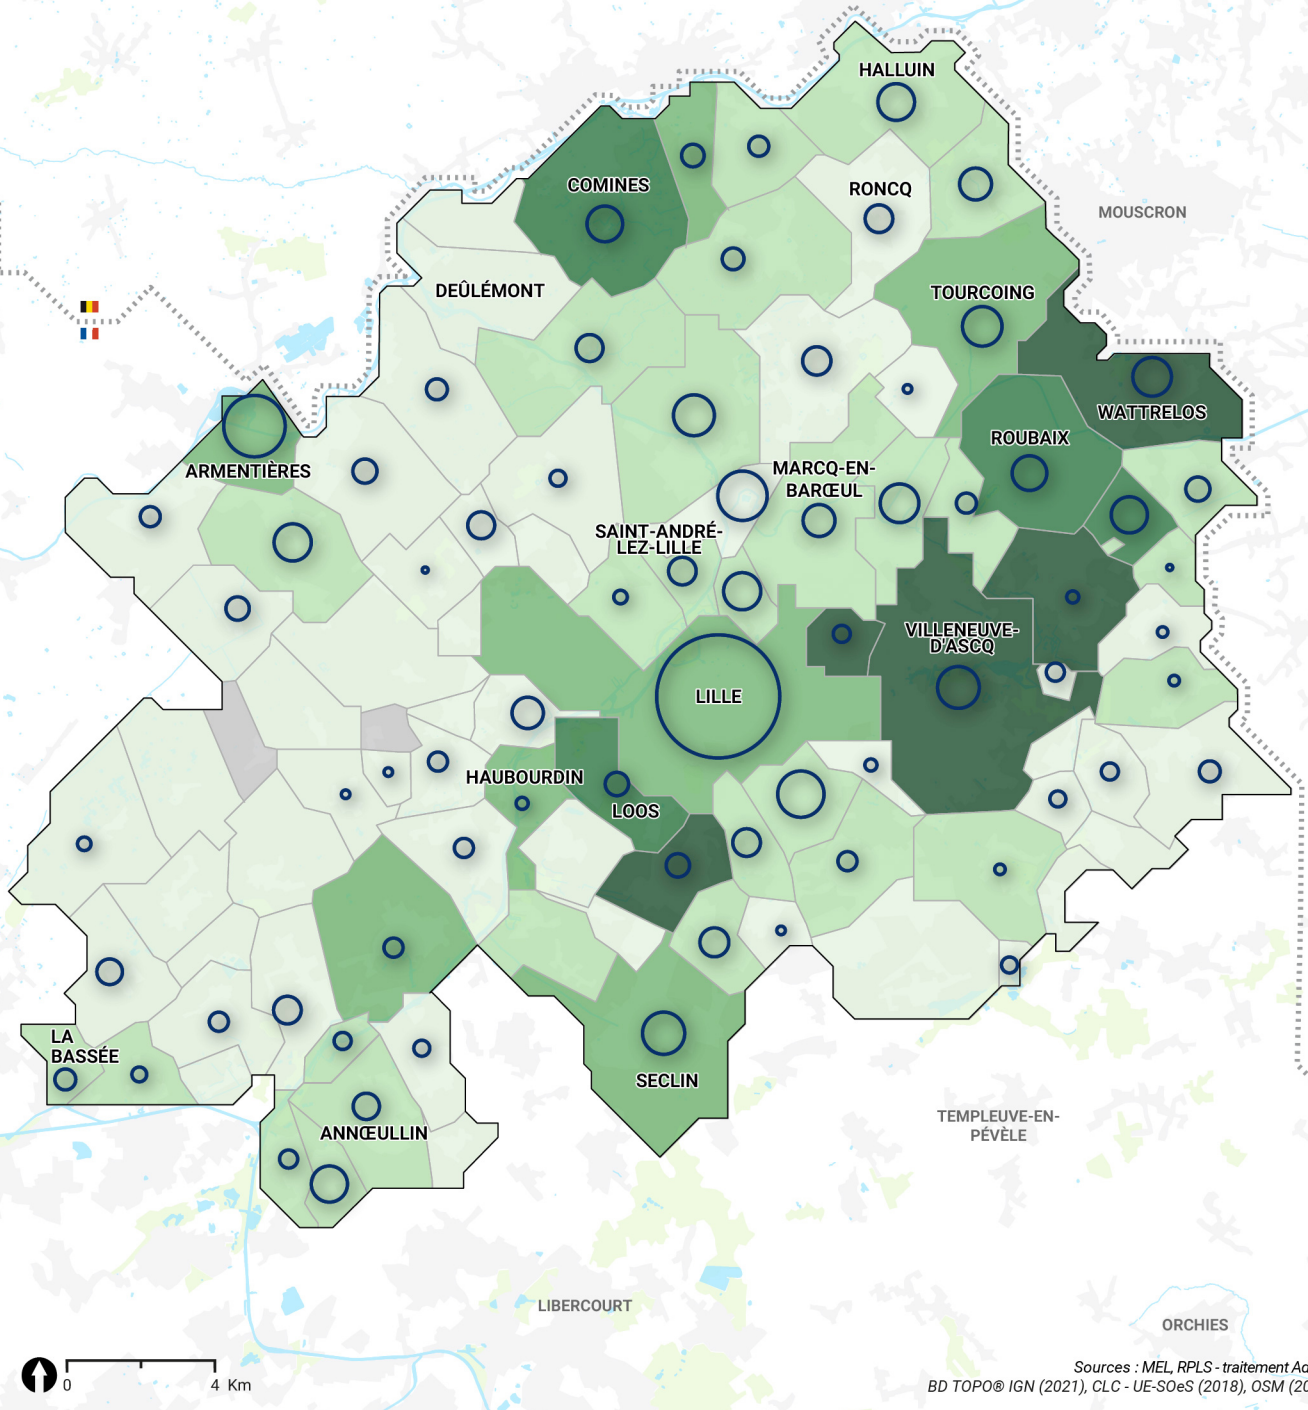 HALLUIN
COMINES
RONCQ
MOUSCRON
DEÛLÉMONT
TOURCOING
WATTRELOS
ROUBAIX
ARMENTIÈRES
MARCQ-EN-
BARŒUL
SAINT-ANDRÉ-
LEZ-LILLE
VILLENEUVE-
D'ASCQ
LILLE
HAUBOURDIN
LOOS
LA
BASSÉE
SECLIN
ANNŒULLIN
TEMPLEUVE-EN-
PÉVÈLE
LIBERCOURT
ORCHIES
0 4 Km
Sources : MEL, RPLS - traitement Ad
BD TOPO® IGN (2021), CLC - UE-SOeS (2018), OSM (20